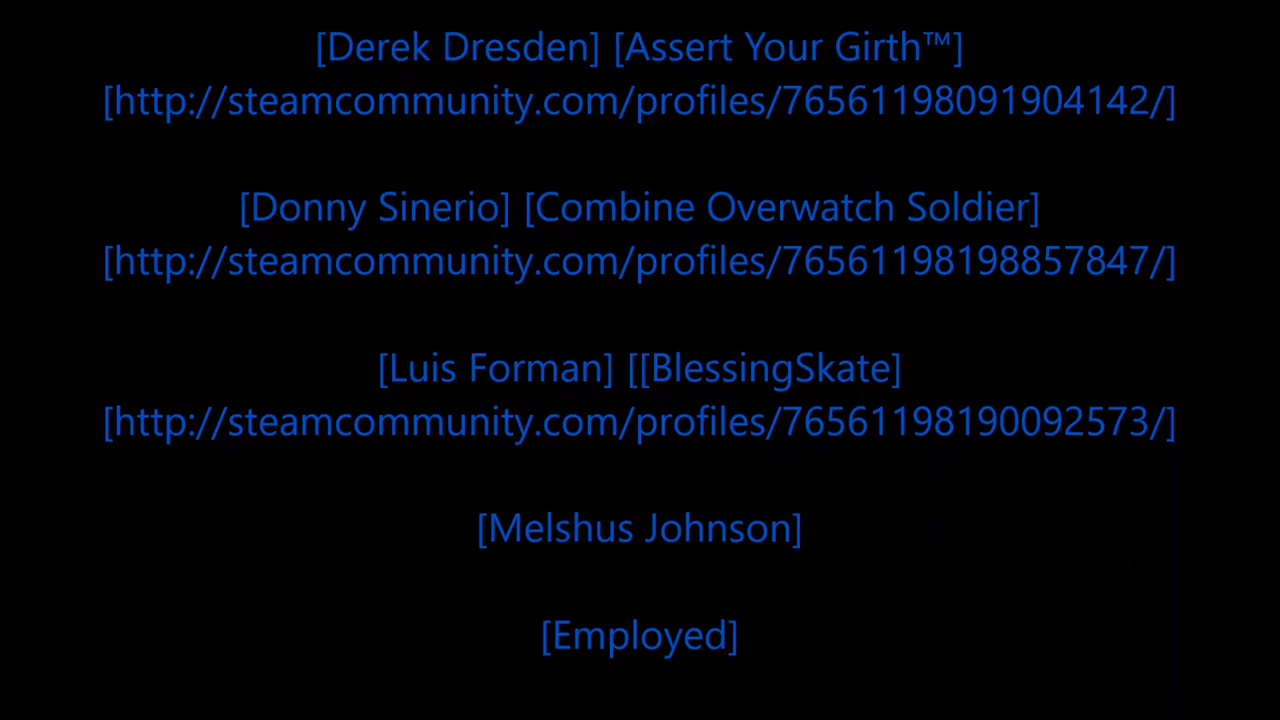 [Derek Dresden] [Assert Your Girth™]
[http://steamcommunity.com/profiles/76561198091904142/]
[Donny Sinerio] [Combine Overwatch Soldier]
[http://steamcommunity.com/profiles/76561198198857847/]
[Luis Forman] [[BlessingSkate]
[http://steamcommunity.com/profiles/76561198190092573/]
[Melshus Johnson]
[Employed]